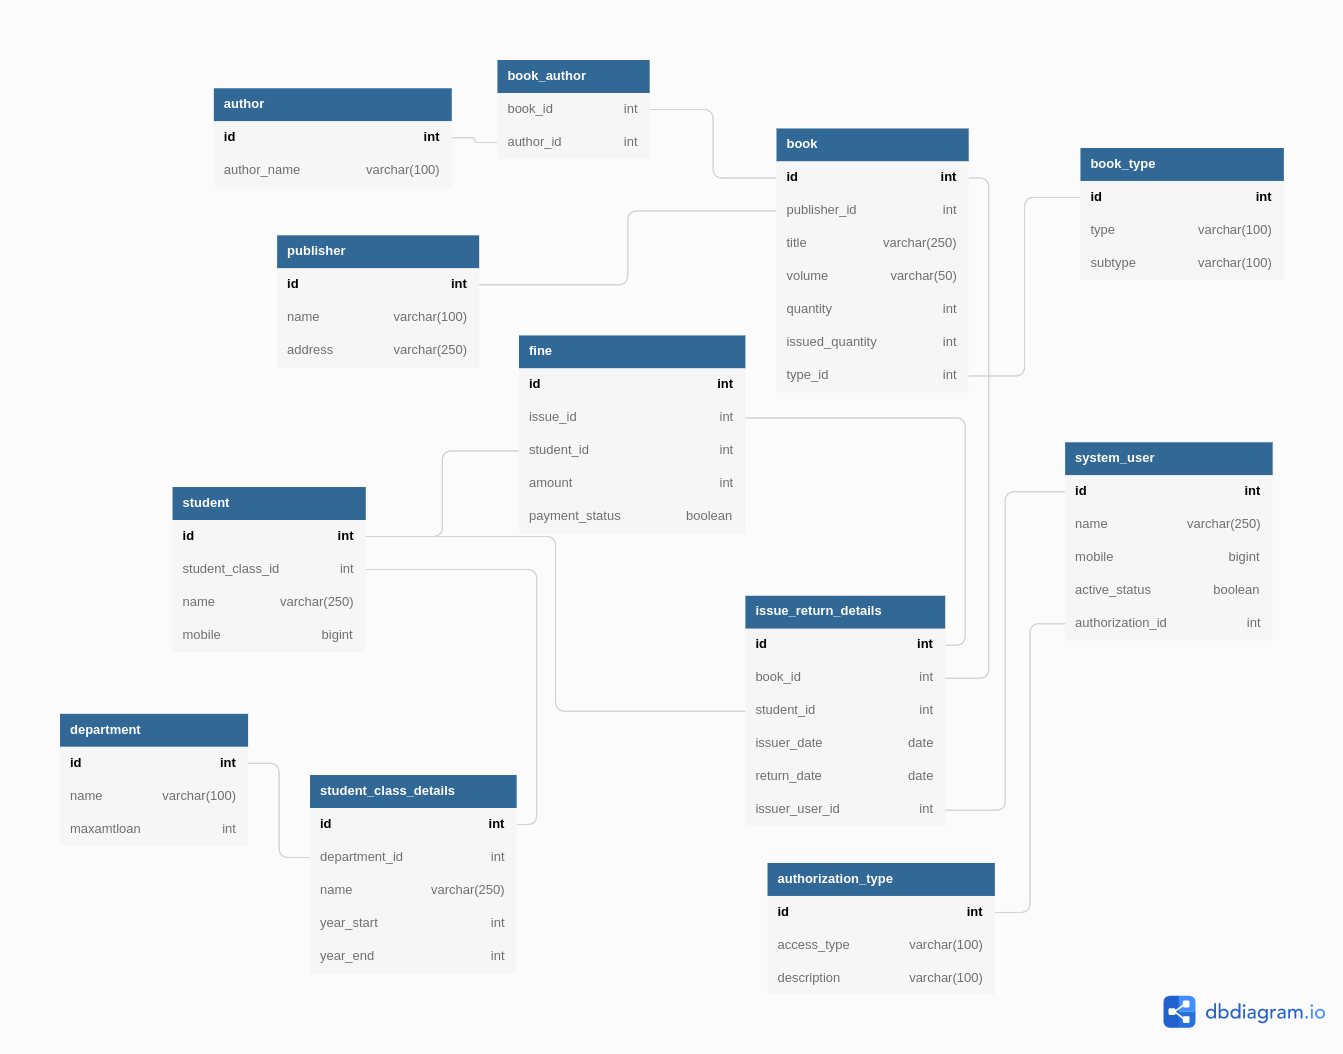 book_author
book_id int
author_id int
author
id int
author_name varchar(100)
book
id int
publisher_id int
title varchar(250)
volume varchar(50)
quantity int
issued_quantity int
type_id int
book_type
id int
type varchar(100)
subtype varchar(100)
publisher
id int
name varchar(100)
address varchar(250)
fine
id int
issue_id int
student_id int
amount int
payment_status boolean
system_user
id int
name varchar(250)
mobile bigint
active_status boolean
authorization_id int
student
id int
student_class_id int
name varchar(250)
mobile bigint
issue_return_details
id int
book_id int
student_id int
issuer_date date
return_date date
issuer_user_id int
department
id int
name varchar(100)
maxamtloan int
student_class_details
id int
department_id int
name varchar(250)
year_start int
year_end int
authorization_type
id int
access_type varchar(100)
description varchar(100)
dbdiagram.io